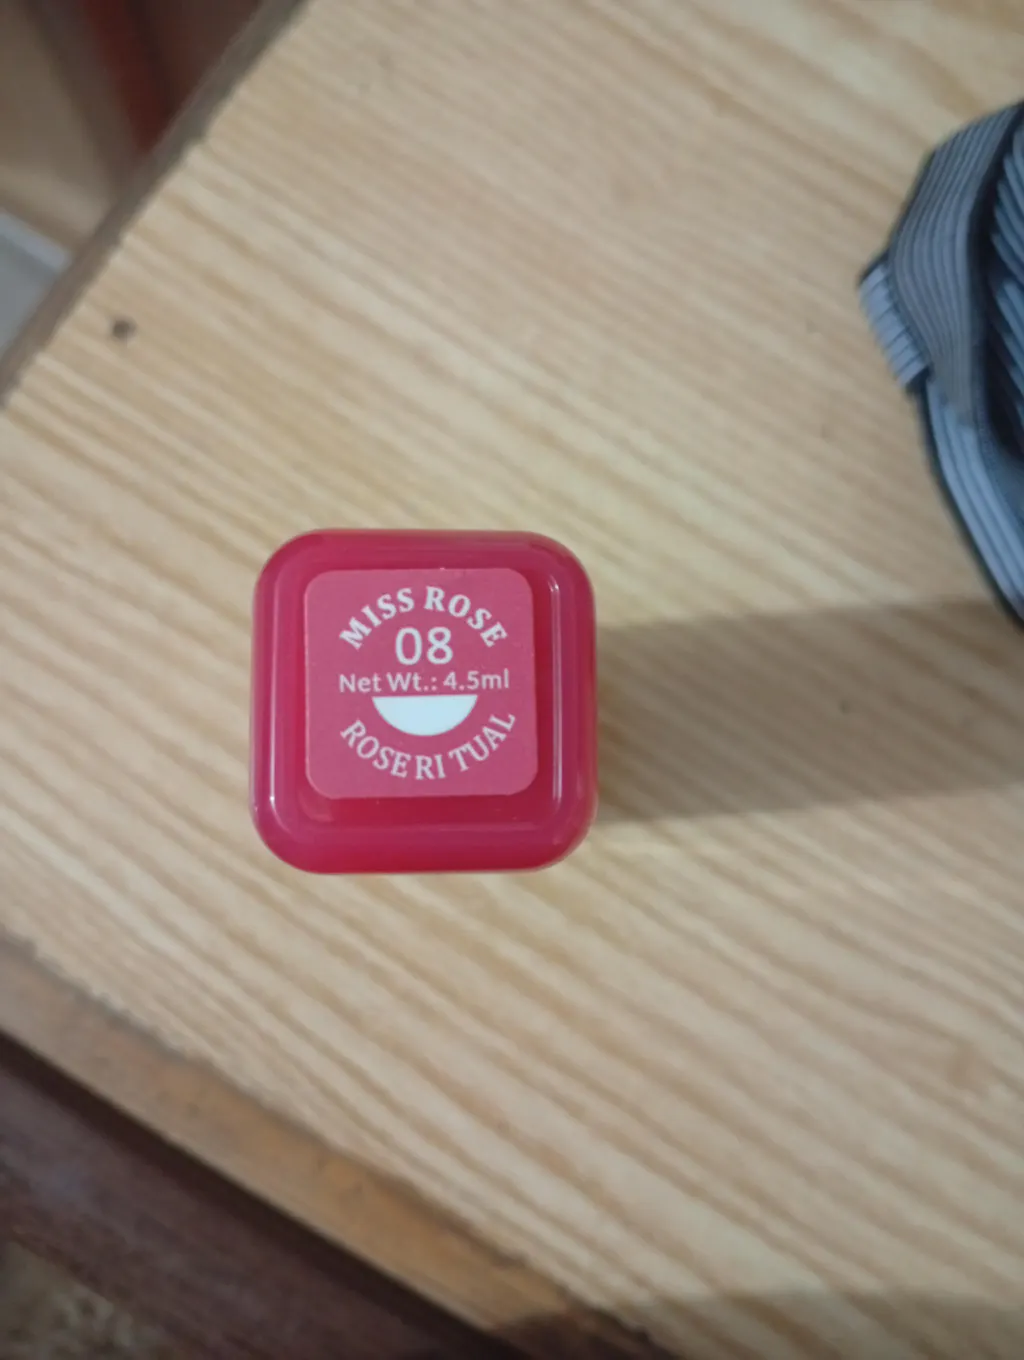 MISS ROSE
08
Net Wt.: 4.5ml
ROSE RI TUAL